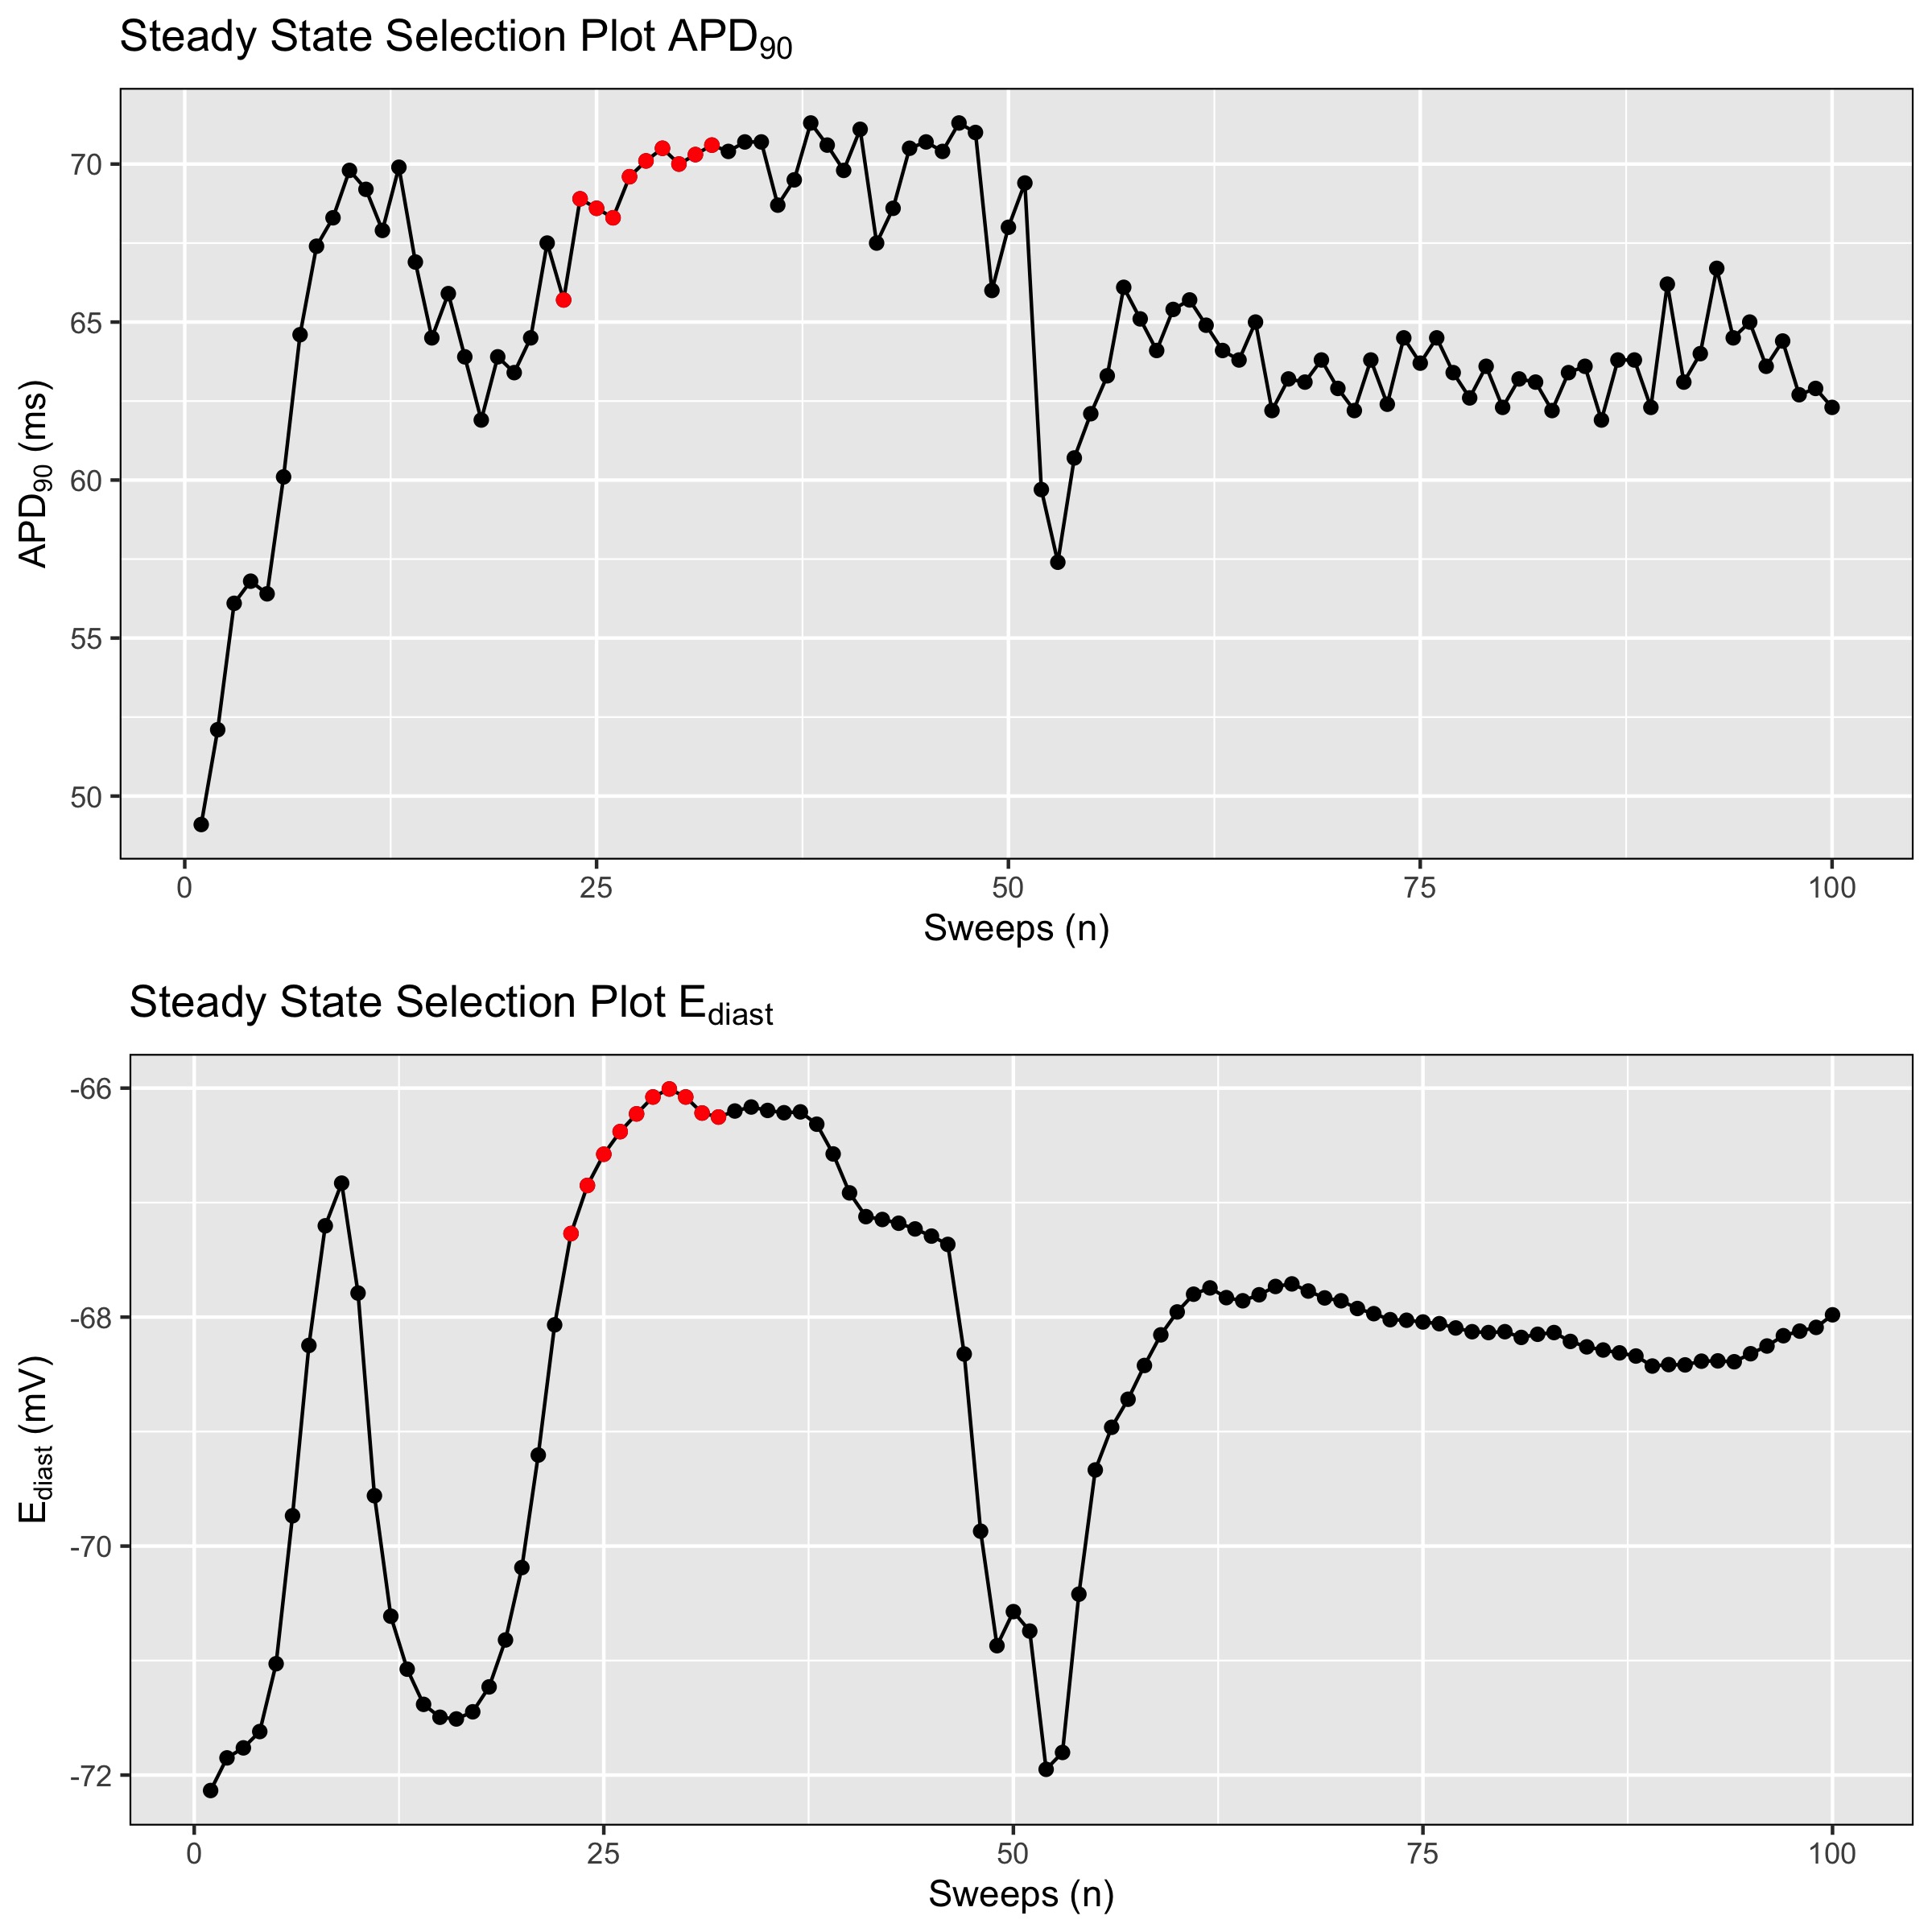 Steady State Selection Plot APD90
70
65
60
55
50
APD90 (ms)
0 25 50 75 100
Sweeps (n)
Steady State Selection Plot Ediast
-66
-68
-70
-72
Ediast (mV)
0 25 50 75 100
Sweeps (n)